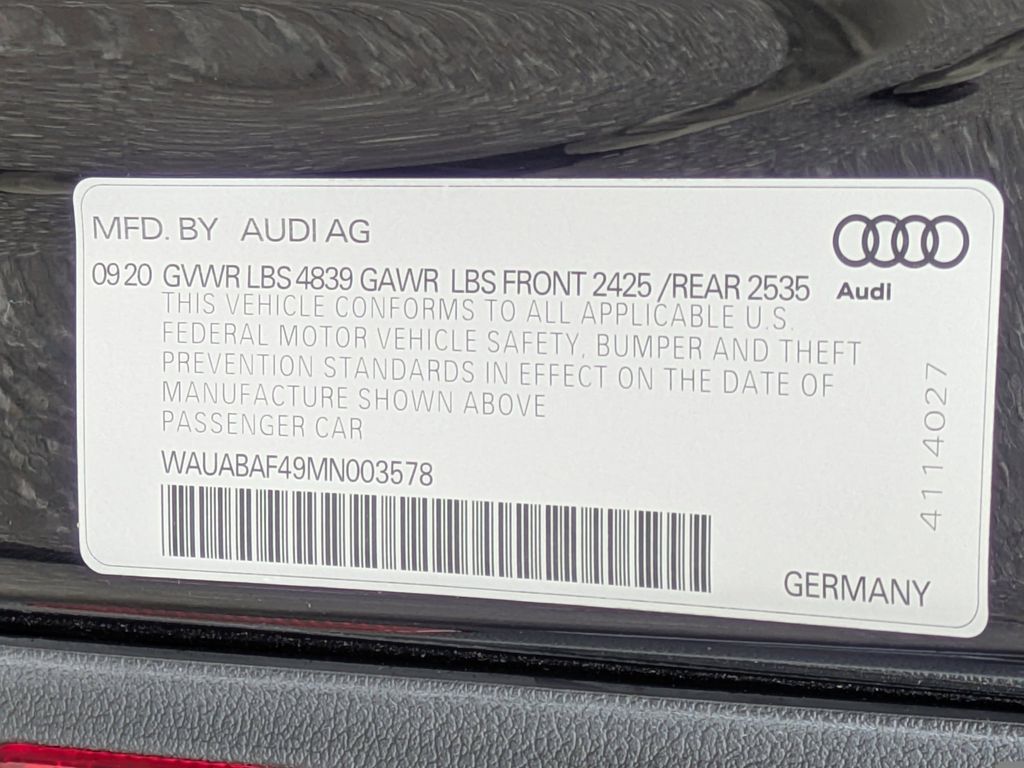 MFD. BY AUDI AG
09 20 GVWR LBS 4839 GAWR LBS FRONT 2425 /REAR 2535
Audi
THIS VEHICLE CONFORMS TO ALL APPLICABLE U.S.
FEDERAL MOTOR VEHICLE SAFETY, BUMPER AND THEFT
PREVENTION STANDARDS IN EFFECT ON THE DATE OF
MANUFACTURE SHOWN ABOVE
PASSENGER CAR
WAUABAF49MN003578
4114027
GERMANY